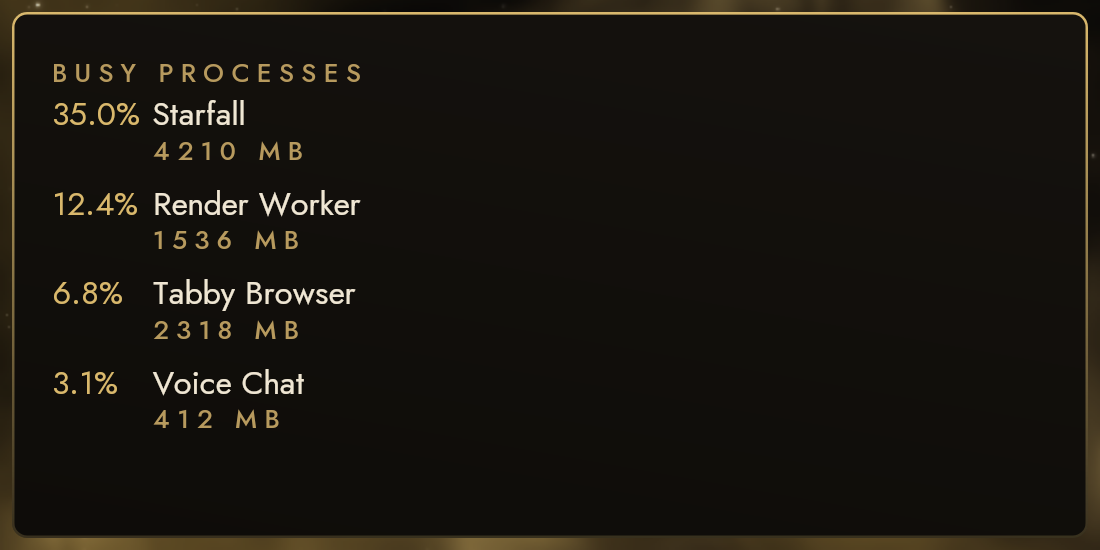 BUSY PROCESSES
35.0% Starfall
4210 MB
12.4% Render Worker
1536 MB
6.8% Tabby Browser
2318 MB
3.1% Voice Chat
412 MB